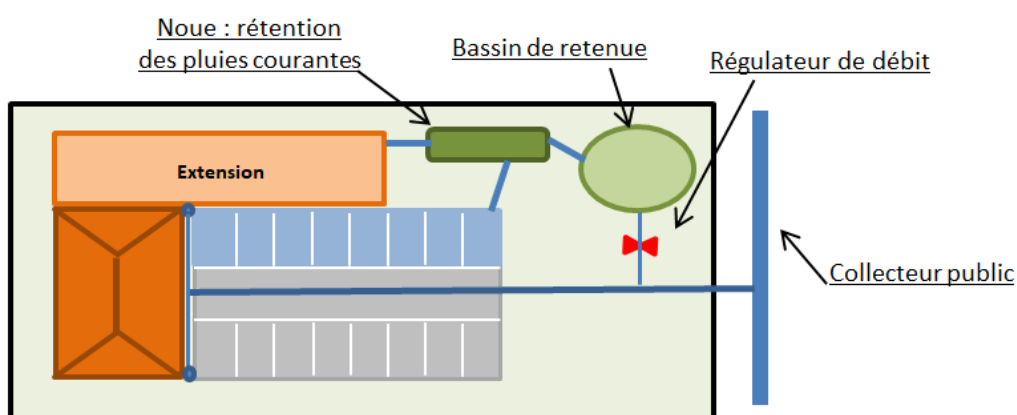 Noue : rétention
des pluies courantes
Bassin de retenue
Régulateur de débit
Extension
Collecteur public